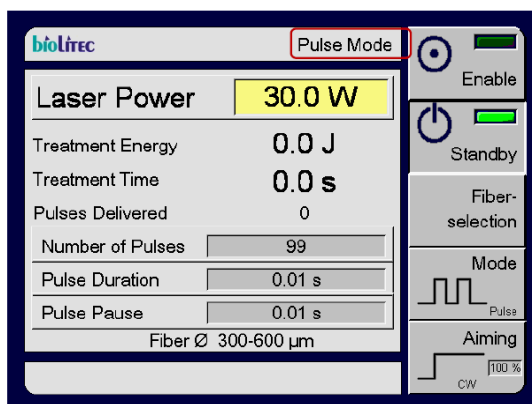 biolitec
Pulse Mode
Laser Power 30.0 W
Treatment Energy 0.0 J
Treatment Time 0.0 s
Pulses Delivered 0
Number of Pulses 99
Pulse Duration 0.01 s
Pulse Pause 0.01 s
Fiber Ø 300-600 µm
Enable
Standby
Fiber-
selection
Mode
Pulse
Aiming
100 %
CW